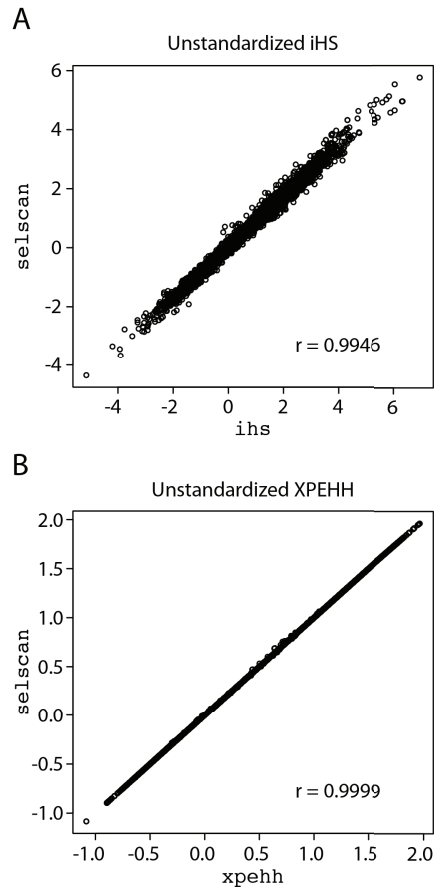 A
Unstandardized iHS
6
4
2
0
-2
-4
selscan
r = 0.9946
-4 -2 0 2 4 6
ihs
B
Unstandardized XPEHH
2.0
1.5
1.0
0.5
0.0
-0.5
-1.0
selscan
r = 0.9999
-1.0 -0.5 0.0 0.5 1.0 1.5 2.0
xpehh